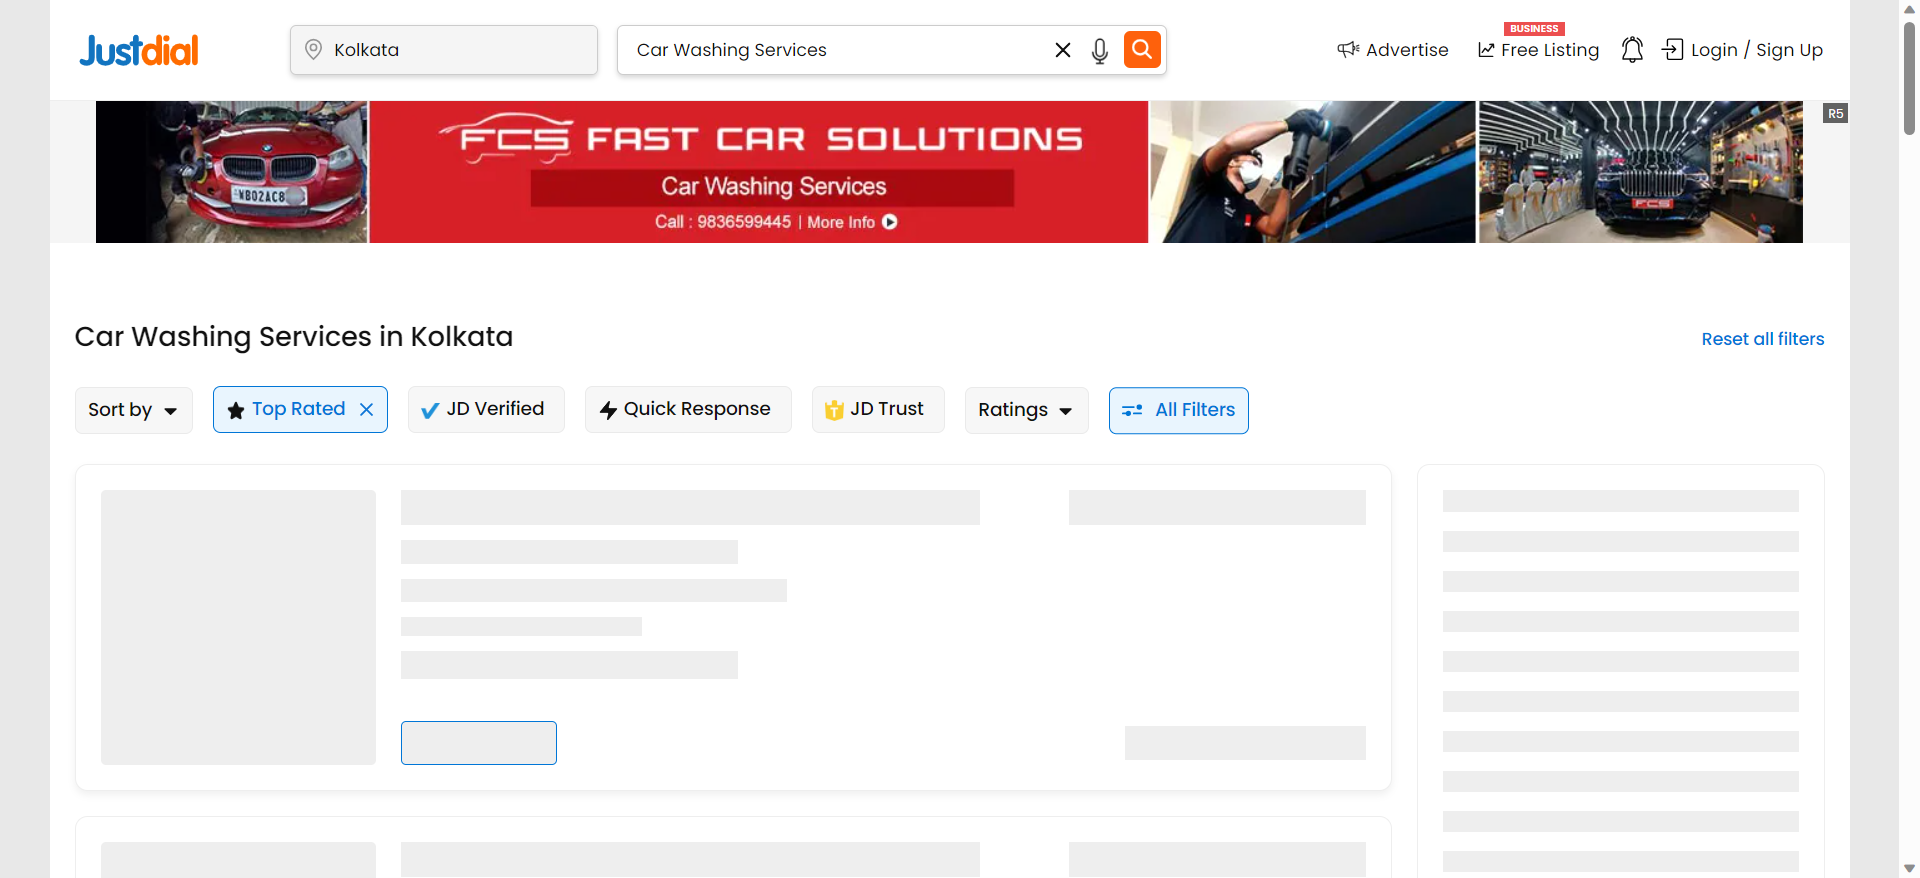 Justdial
Kolkata
Car Washing Services
Advertise
BUSINESS
Free Listing
Login / Sign Up
WB02AC8
FCS FAST CAR SOLUTIONS
Car Washing Services
Call : 9836599445 | More Info
FCS
R5
Car Washing Services in Kolkata
Reset all filters
Sort by
Top Rated
JD Verified
Quick Response
JD Trust
Ratings
All Filters